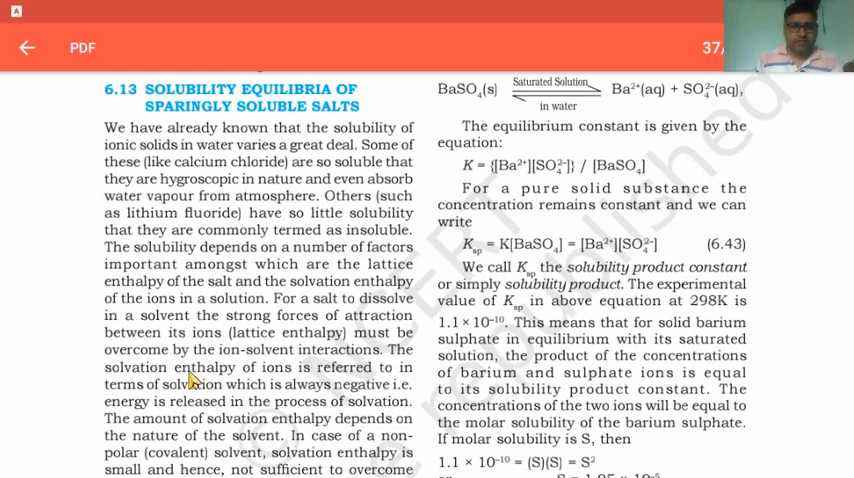 A
PDF
37/
6.13 SOLUBILITY EQUILIBRIA OF
SPARINGLY SOLUBLE SALTS
We have already known that the solubility of
ionic solids in water varies a great deal. Some of
these (like calcium chloride) are so soluble that
they are hygroscopic in nature and even absorb
water vapour from atmosphere. Others (such
as lithium fluoride) have so little solubility
that they are commonly termed as insoluble.
The solubility depends on a number of factors
important amongst which are the lattice
enthalpy of the salt and the solvation enthalpy
of the ions in a solution. For a salt to dissolve
in a solvent the strong forces of attraction
between its ions (lattice enthalpy) must be
overcome by the ion-solvent interactions. The
solvation enthalpy of ions is referred to in
terms of solvation which is always negative i.e.
energy is released in the process of solvation.
The amount of solvation enthalpy depends on
the nature of the solvent. In case of a non-
polar (covalent) solvent, solvation enthalpy is
small and hence, not sufficient to overcome
BaSO₄(s) Saturated Solution in water Ba²⁺(aq) + SO₄²⁻(aq),
The equilibrium constant is given by the
equation:
K = {[Ba²⁺][SO₄²⁻]} / [BaSO₄]
For a pure solid substance the
concentration remains constant and we can
write
Ksp = K[BaSO₄] = [Ba²⁺][SO₄²⁻] (6.43)
We call Ksp the solubility product constant
or simply solubility product. The experimental
value of Ksp in above equation at 298K is
1.1 × 10⁻¹⁰. This means that for solid barium
sulphate in equilibrium with its saturated
solution, the product of the concentrations
of barium and sulphate ions is equal
to its solubility product constant. The
concentrations of the two ions will be equal to
the molar solubility of the barium sulphate.
If molar solubility is S, then
1.1 × 10⁻¹⁰ = (S)(S) = S²
S = 1.05 × 10⁻⁵
© NCERT
republished